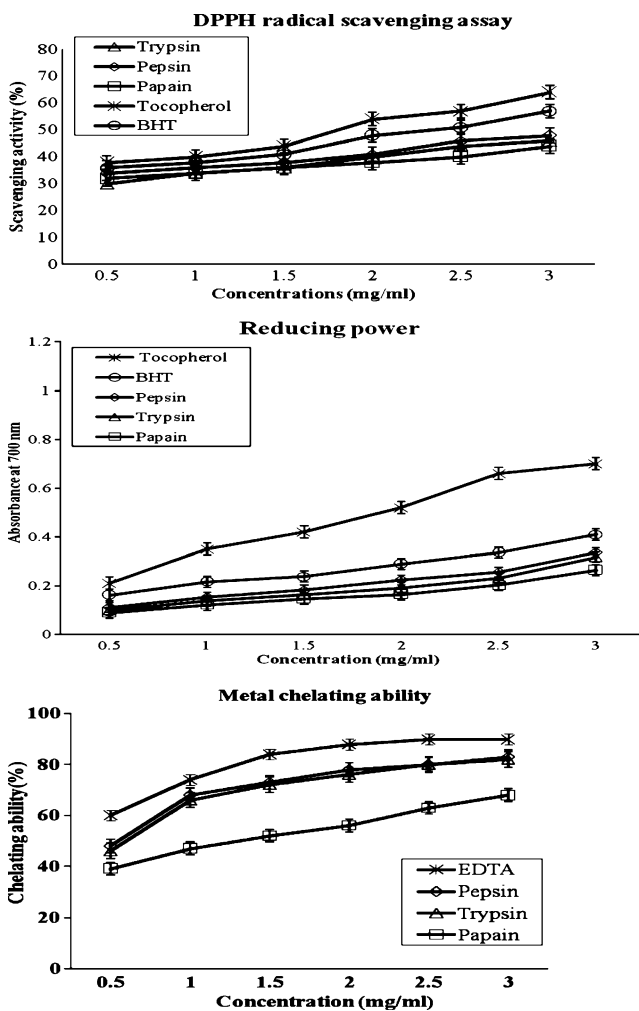 DPPH radical scavenging assay
Scavenging activity (%)
80
70
60
50
40
30
20
10
0
Trypsin
Pepsin
Papain
Tocopherol
BHT
0.5 1 1.5 2 2.5 3
Concentrations (mg/ml)
Reducing power
Absorbance at 700 nm
1.2
1
0.8
0.6
0.4
0.2
0
Tocopherol
BHT
Pepsin
Trypsin
Papain
0.5 1 1.5 2 2.5 3
Concentration (mg/ml)
Metal chelating ability
Chelating ability(%)
100
80
60
40
20
0
EDTA
Pepsin
Trypsin
Papain
0.5 1 1.5 2 2.5 3
Concentration (mg/ml)